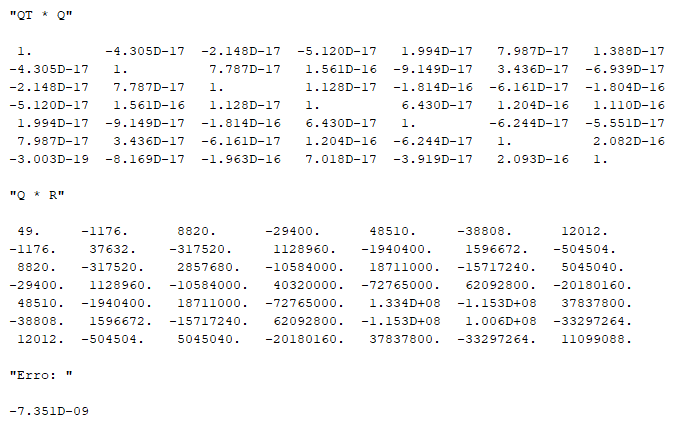 "QT * Q"
1. -4.305D-17 -2.148D-17 -5.120D-17 1.994D-17 7.987D-17 1.388D-17
-4.305D-17 1. 7.787D-17 1.561D-16 -9.149D-17 3.436D-17 -6.939D-17
-2.148D-17 7.787D-17 1. 1.128D-17 -1.814D-16 -6.161D-17 -1.804D-16
-5.120D-17 1.561D-16 1.128D-17 1. 6.430D-17 1.204D-16 1.110D-16
1.994D-17 -9.149D-17 -1.814D-16 6.430D-17 1. -6.244D-17 -5.551D-17
7.987D-17 3.436D-17 -6.161D-17 1.204D-16 -6.244D-17 1. 2.082D-16
-3.003D-19 -8.169D-17 -1.963D-16 7.018D-17 -3.919D-17 2.093D-16 1.
"Q * R"
49. -1176. 8820. -29400. 48510. -38808. 12012.
-1176. 37632. -317520. 1128960. -1940400. 1596672. -504504.
8820. -317520. 2857680. -10584000. 18711000. -15717240. 5045040.
-29400. 1128960. -10584000. 40320000. -72765000. 62092800. -20180160.
48510. -1940400. 18711000. -72765000. 1.334D+08 -1.153D+08 37837800.
-38808. 1596672. -15717240. 62092800. -1.153D+08 1.006D+08 -33297264.
12012. -504504. 5045040. -20180160. 37837800. -33297264. 11099088.
"Erro: "
-7.351D-09